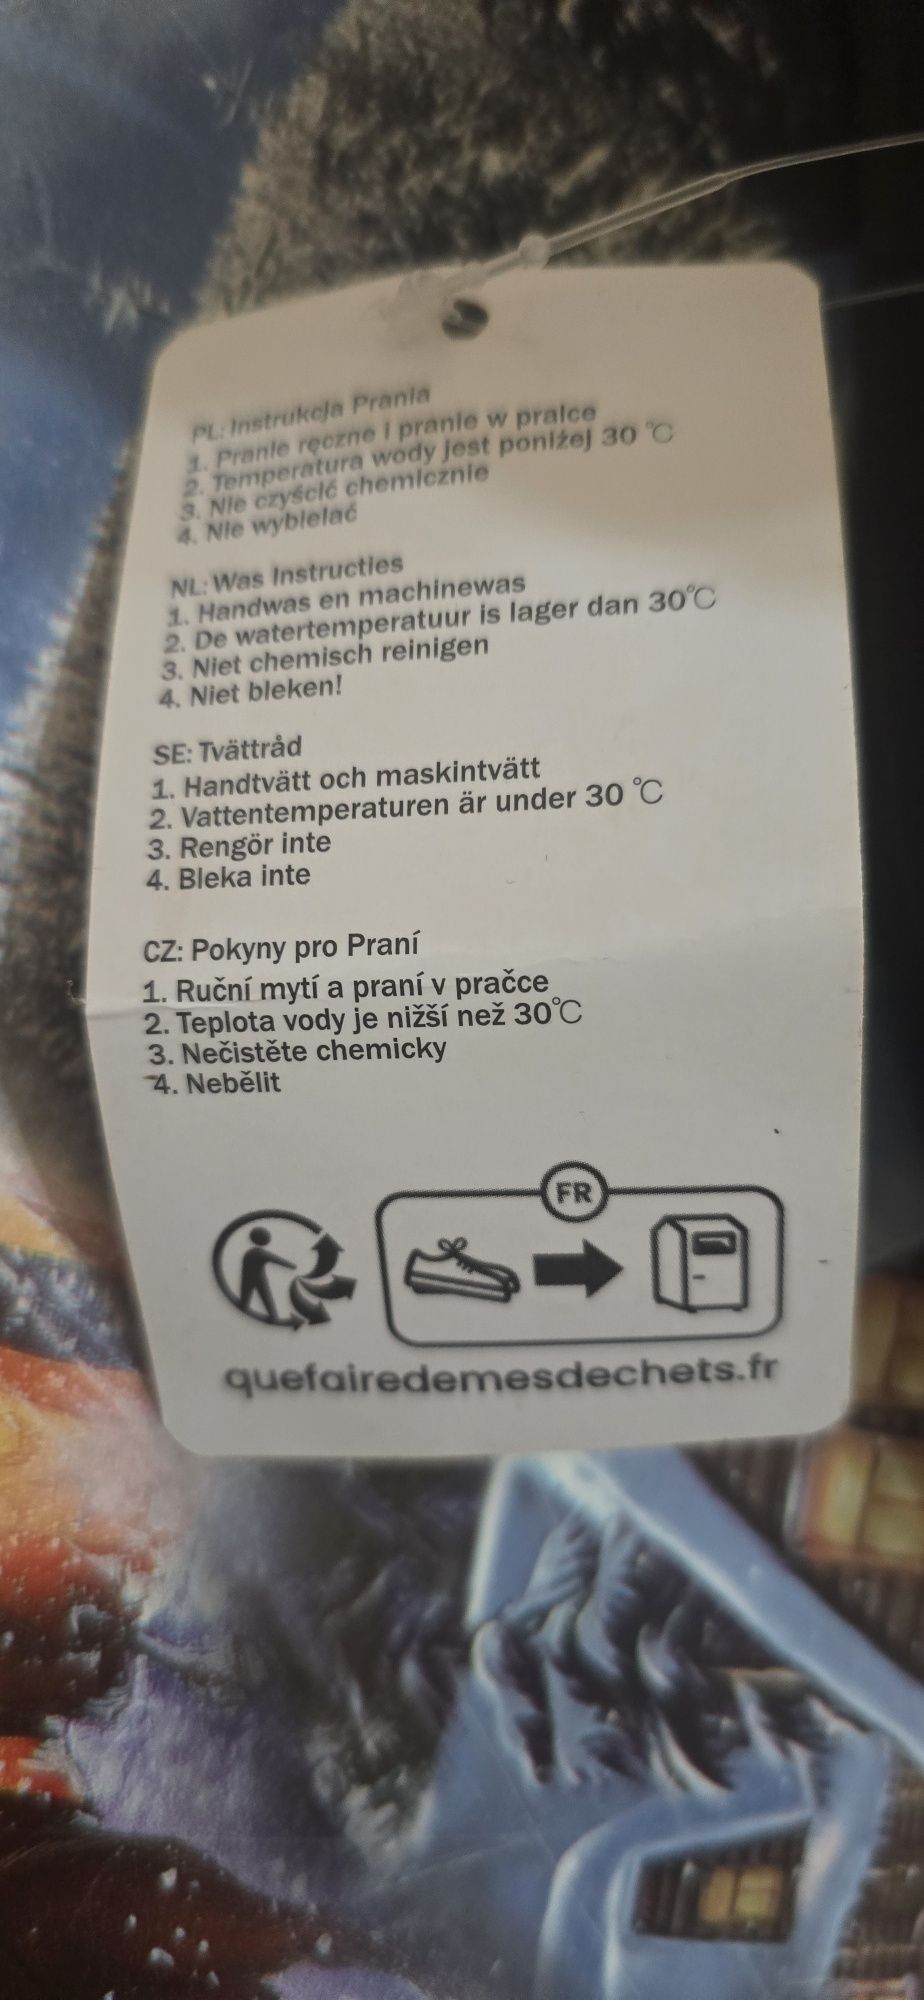 PL: Instrukcja Prania
1. Pranie ręczne i pranie w pralce
2. Temperatura wody jest poniżej 30 ℃
3. Nie czyścić chemicznie
4. Nie wybielać
NL: Was Instructies
1. Handwas en machinewas
2. De watertemperatuur is lager dan 30℃
3. Niet chemisch reinigen
4. Niet bleken!
SE: Tvättråd
1. Handtvätt och maskintvätt
2. Vattentemperaturen är under 30 ℃
3. Rengör inte
4. Bleka inte
CZ: Pokyny pro Praní
1. Ruční mytí a praní v pračce
2. Teplota vody je nižší než 30℃
3. Nečistěte chemicky
4. Nebělit
FR
quefairedemesdechets.fr